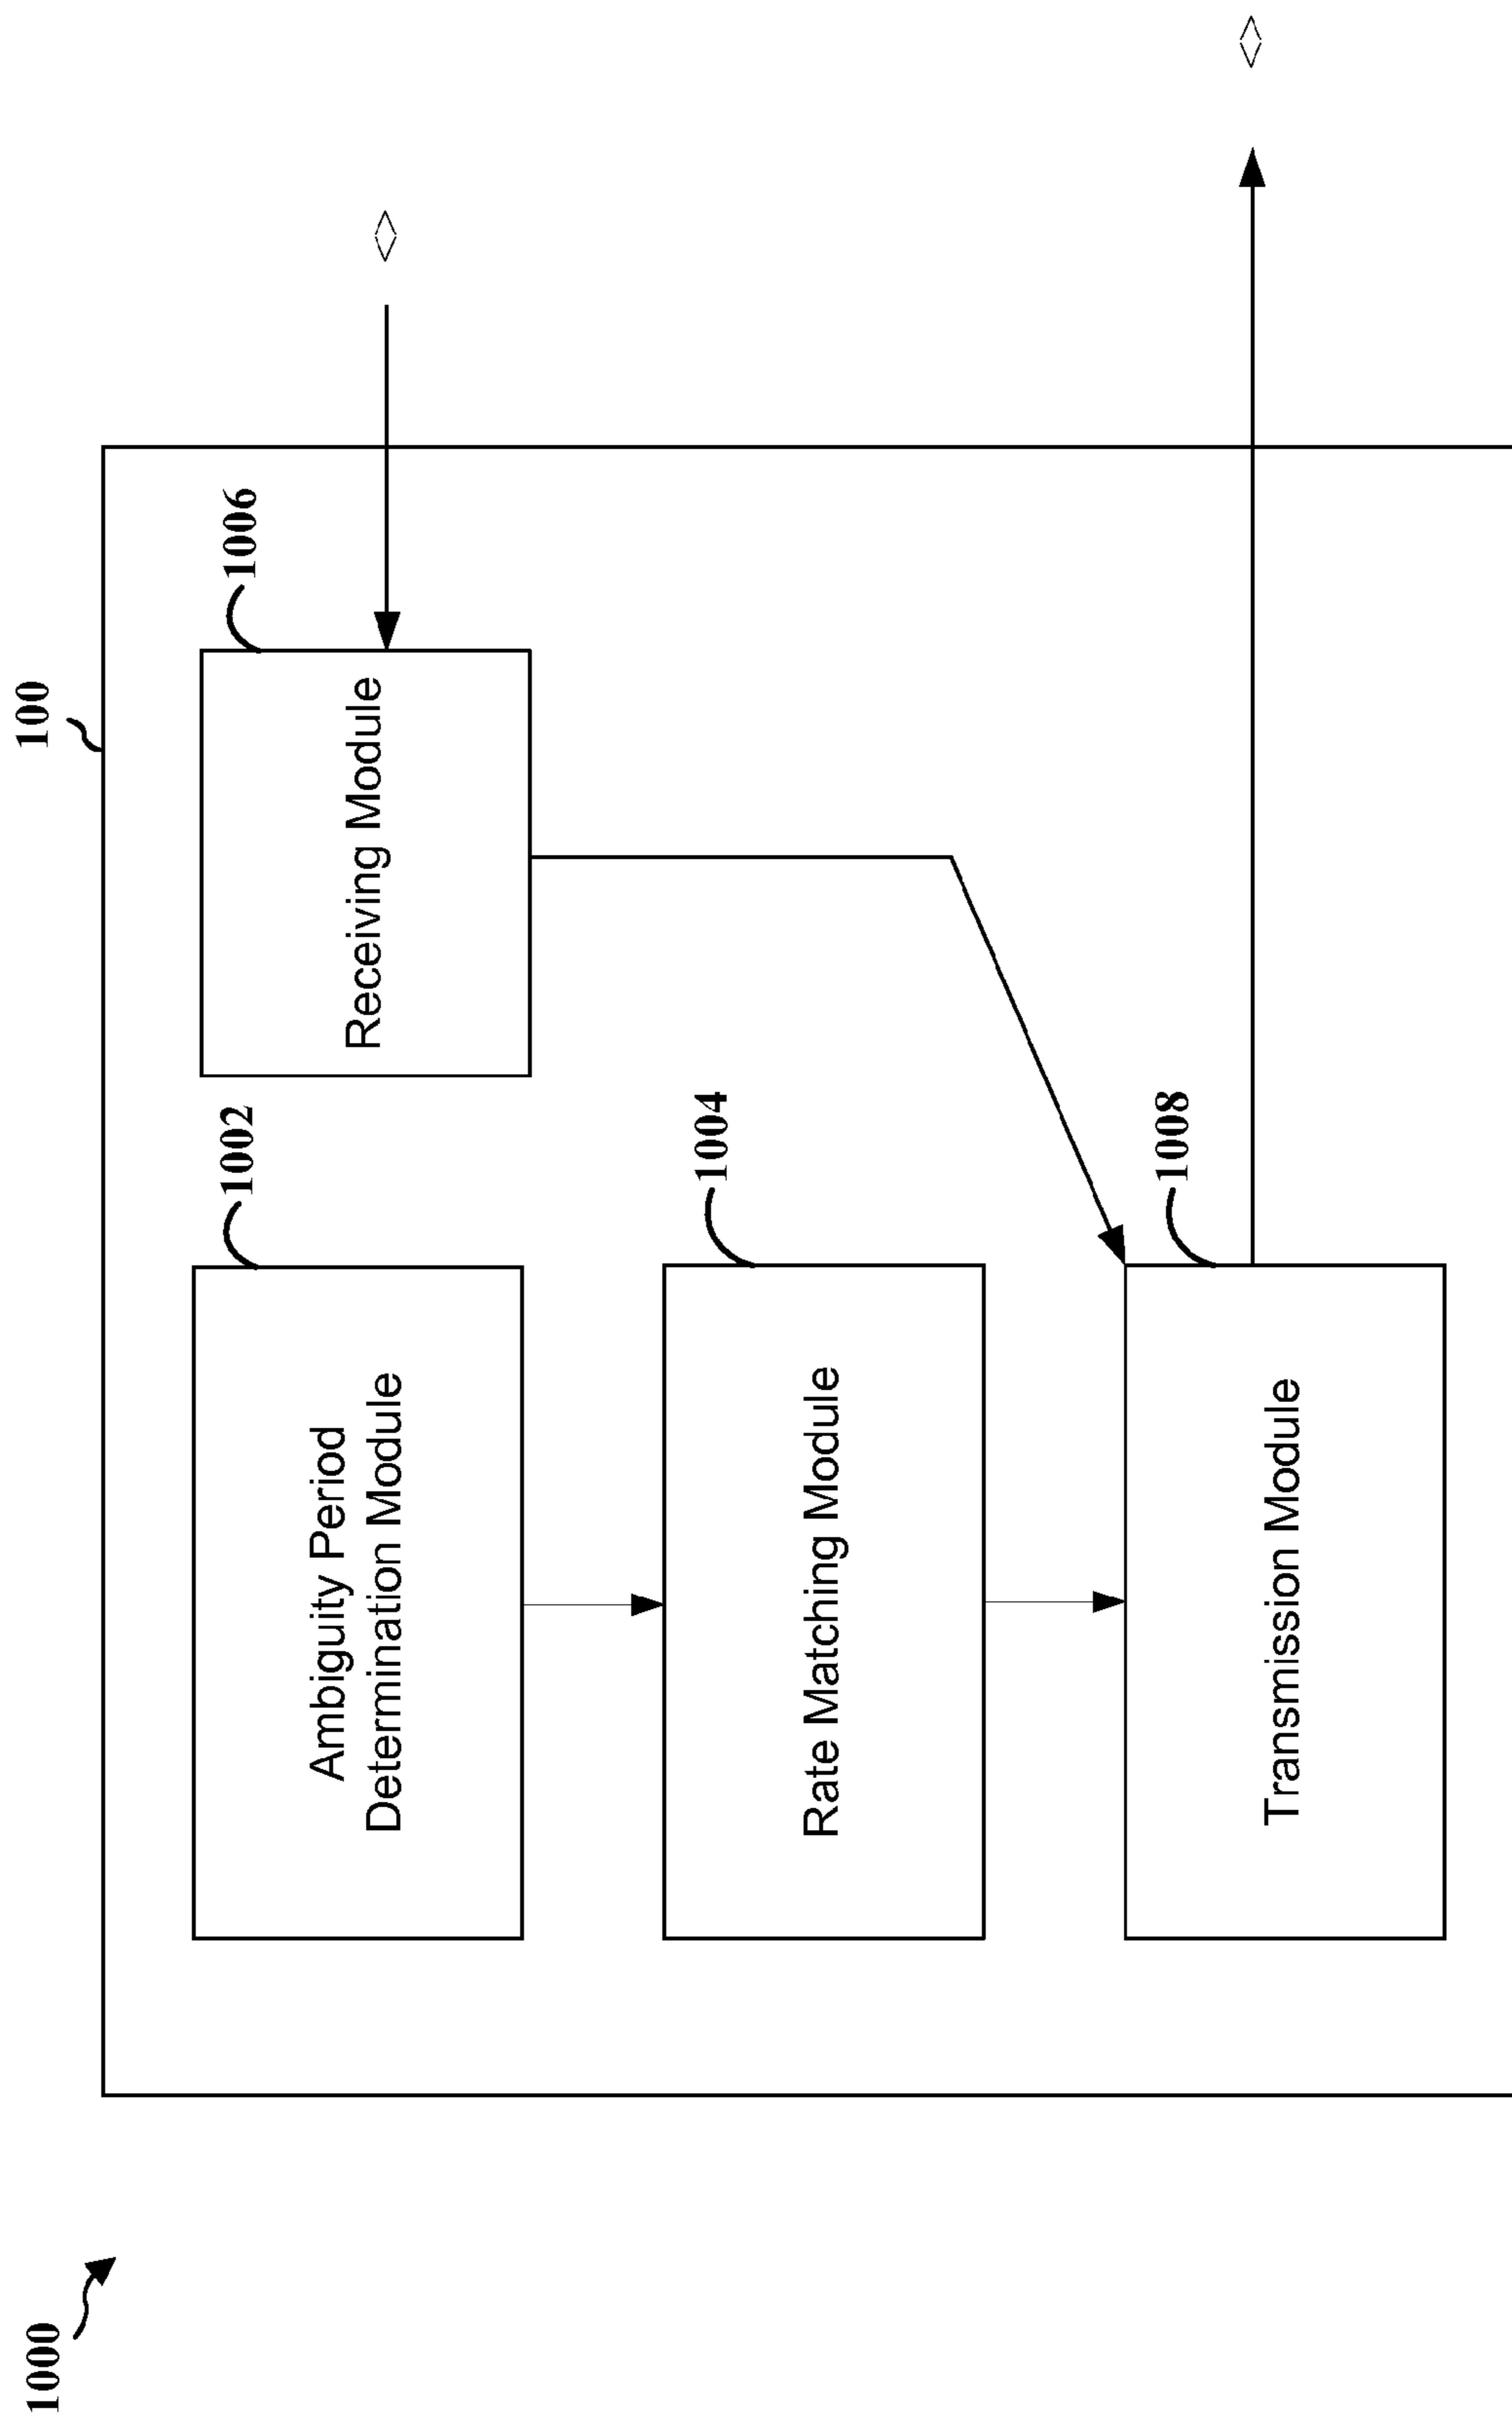 1000
100
1002
Ambiguity Period
Determination Module
1006
Receiving Module
<>
1004
Rate Matching Module
1008
Transmission Module
<>